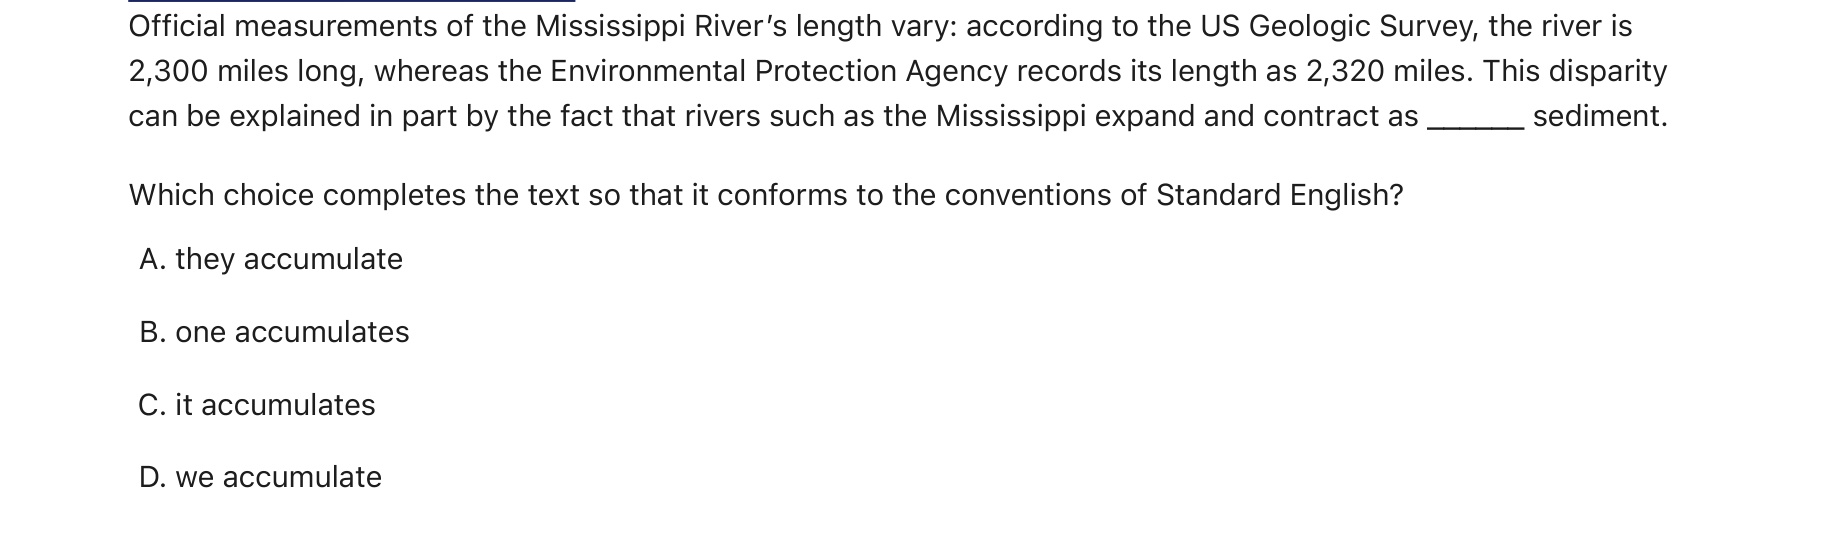 Official measurements of the Mississippi River’s length vary: according to the US Geologic Survey, the river is
2,300 miles long, whereas the Environmental Protection Agency records its length as 2,320 miles. This disparity
can be explained in part by the fact that rivers such as the Mississippi expand and contract as ______ sediment.
Which choice completes the text so that it conforms to the conventions of Standard English?
A. they accumulate
B. one accumulates
C. it accumulates
D. we accumulate